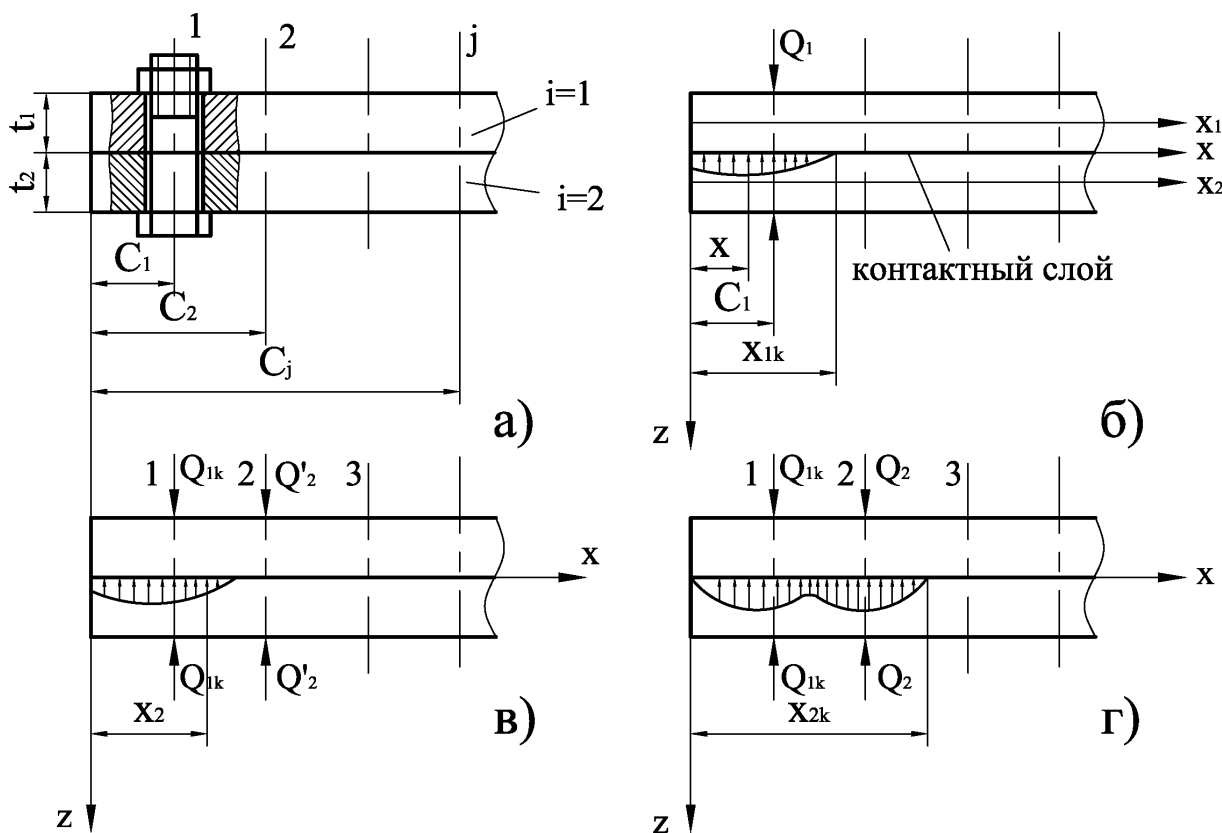 1
2
j
t₁
i=1
t₂
i=2
C₁
C₂
Cⱼ
а)
Q₁
x₁
x
x₂
x
контактный слой
C₁
x₁ₖ
z
б)
1
Q₁ₖ
2
Q'₂
3
x
Q₁ₖ
Q'₂
x₂
в)
z
1
Q₁ₖ
2
Q₂
3
x
Q₁ₖ
Q₂
x₂ₖ
г)
z